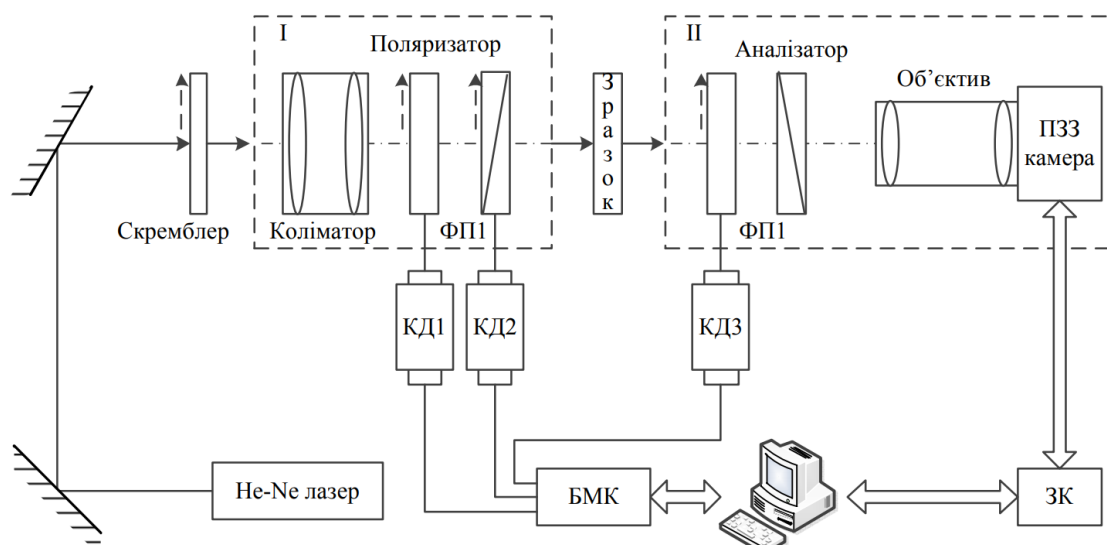 I
Поляризатор
Скремблер
Коліматор
ФП1
Зразок
II
Аналізатор
Об’єктив
ПЗЗ
камера
ФП1
КД1
КД2
КД3
He-Ne лазер
БМК
ЗК